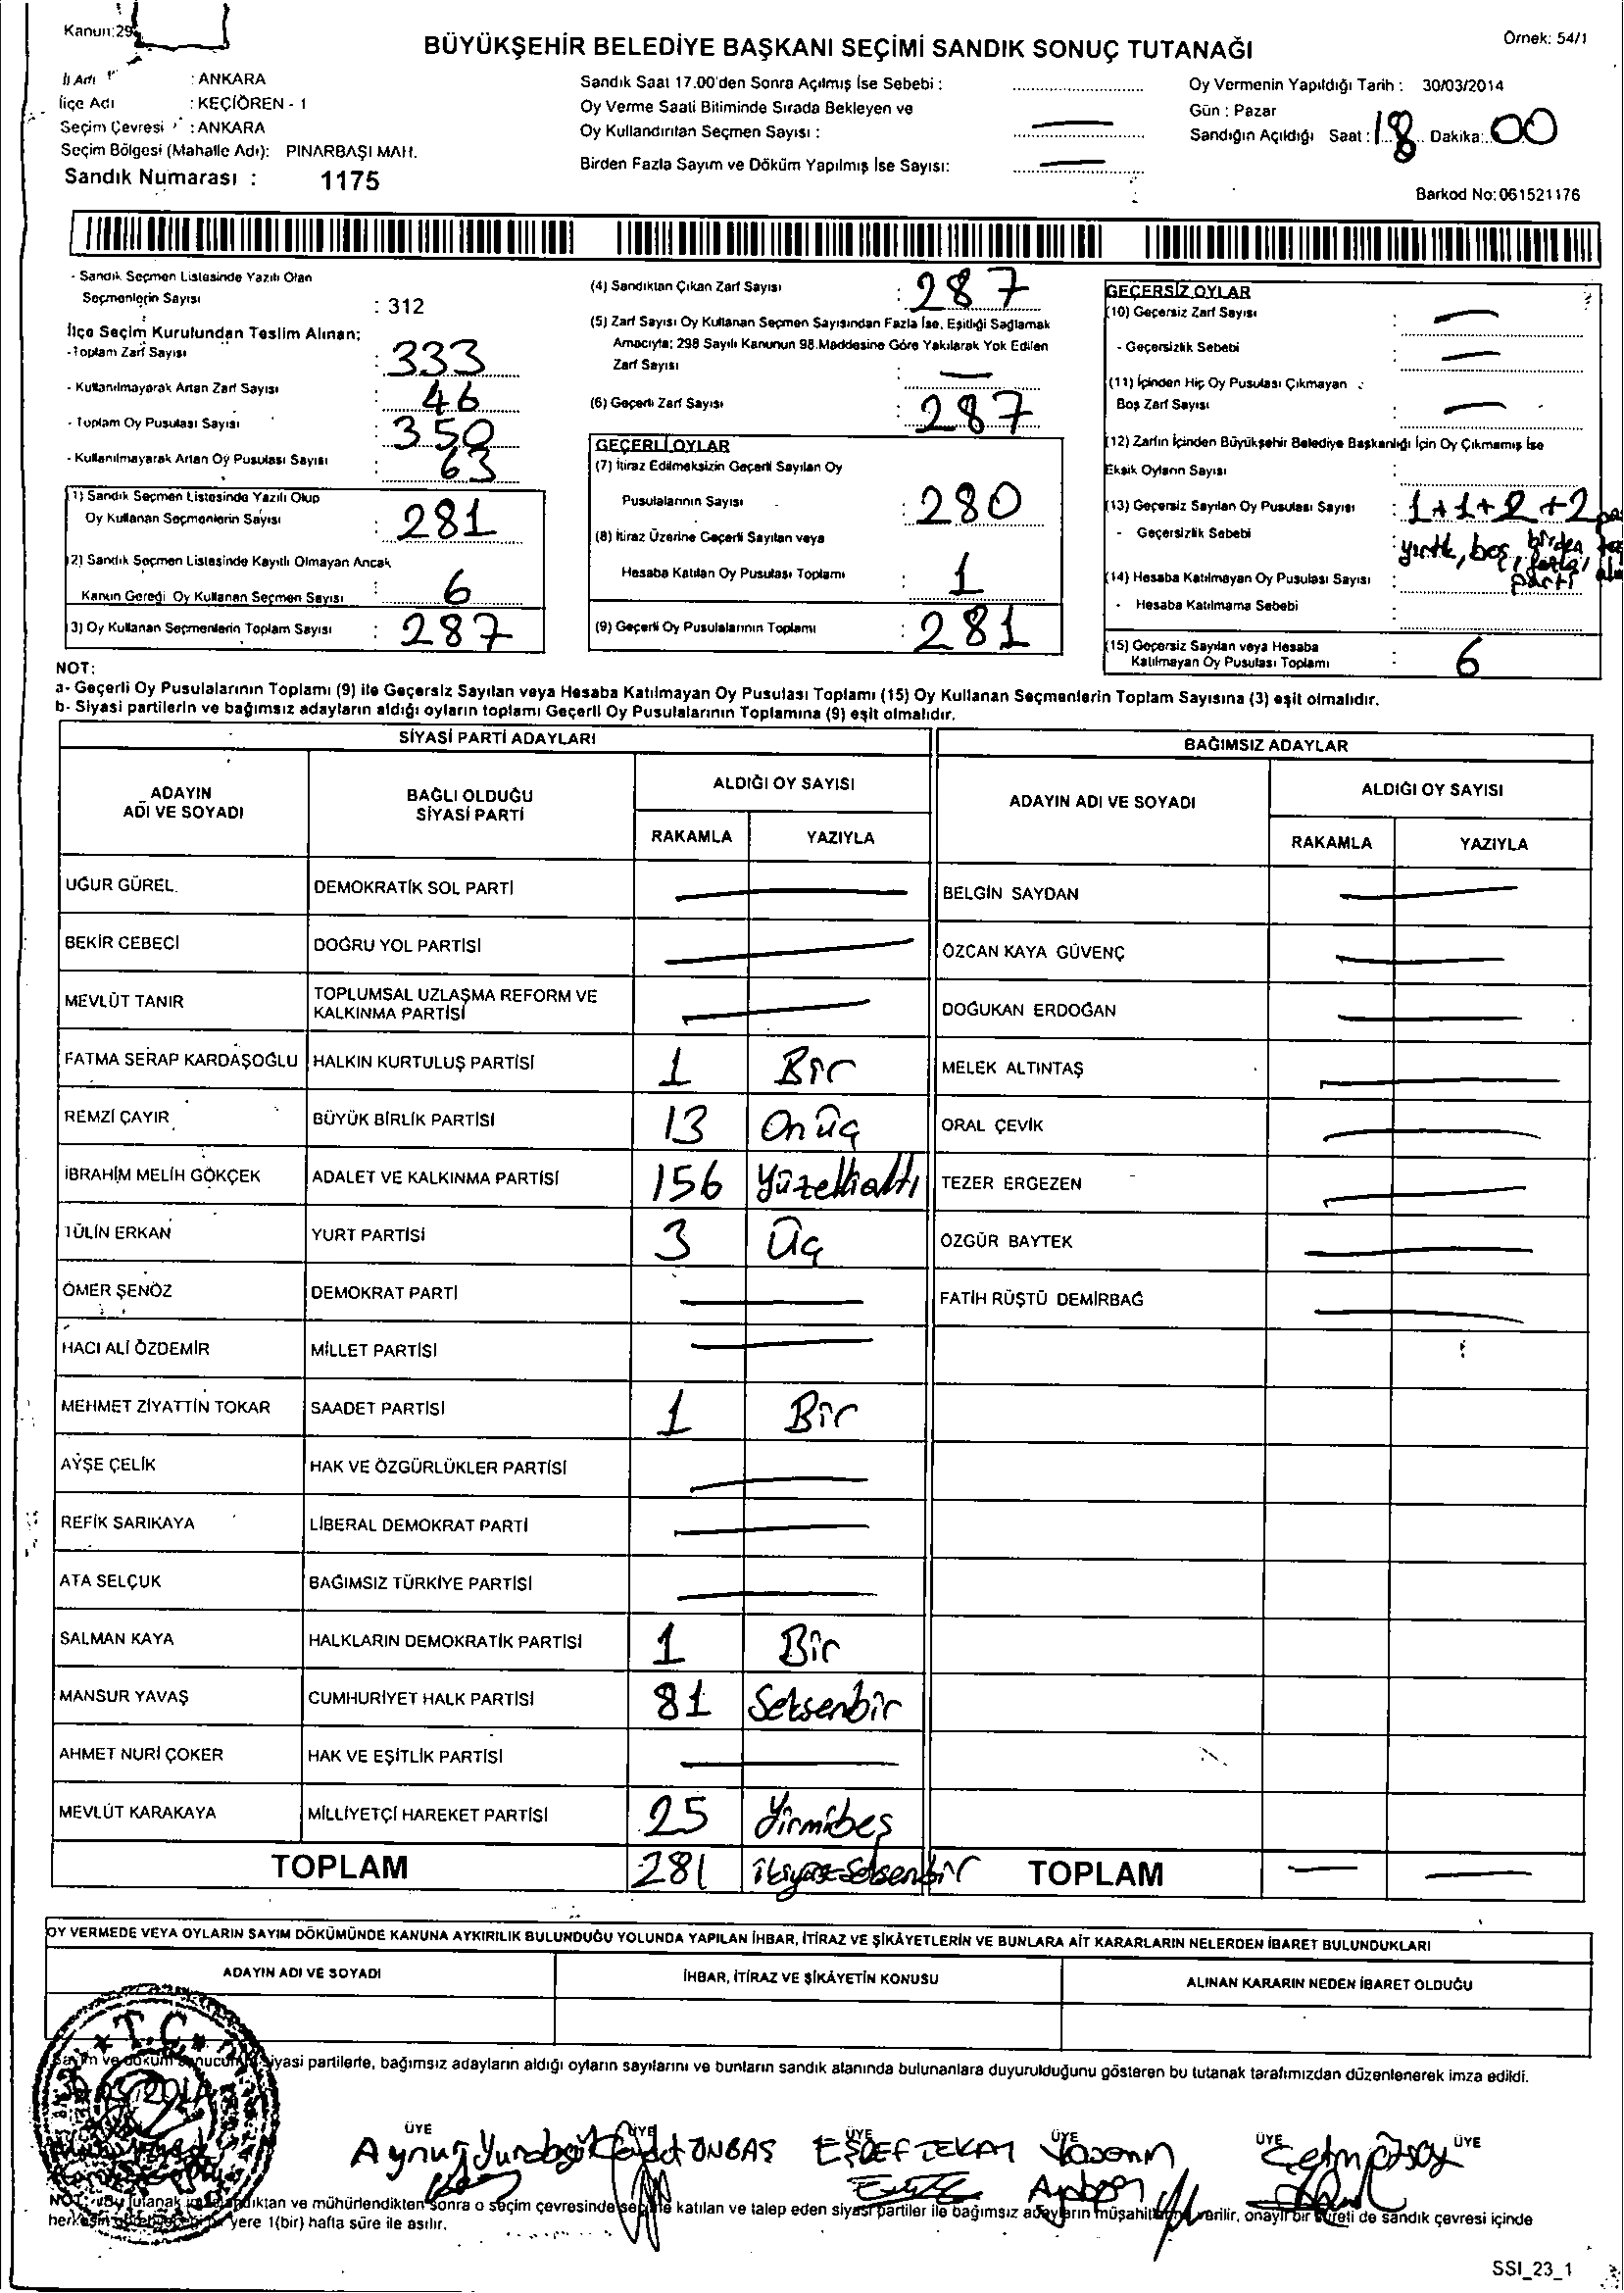 Kanun:29
BÜYÜKŞEHİR BELEDİYE BAŞKANI SEÇİMİ SANDIK SONUÇ TUTANAĞI
Örnek: 54/1
İl Adı : ANKARA
İlçe Adı : KEÇİÖREN - 1
Seçim Çevresi : ANKARA
Seçim Bölgesi (Mahalle Adı): PINARBAŞI MAH.
Sandık Numarası : 1175
Sandık Saat 17.00'den Sonra Açılmış İse Sebebi :
Oy Verme Saati Bitiminde Sırada Bekleyen ve
Oy Kullandırılan Seçmen Sayısı : —
Birden Fazla Sayım ve Döküm Yapılmış İse Sayısı: —
Oy Vermenin Yapıldığı Tarih : 30/03/2014
Gün : Pazar
Sandığın Açıldığı Saat : 18 Dakika: 00
Barkod No: 061521176
- Sandık Seçmen Listesinde Yazılı Olan
Seçmenlerin Sayısı : 312
İlçe Seçim Kurulundan Teslim Alınan:
-Toplam Zarf Sayısı : 333
- Kullanılmayarak Artan Zarf Sayısı : 46
- Toplam Oy Pusulası Sayısı : 350
- Kullanılmayarak Artan Oy Pusulası Sayısı : 63
(1) Sandık Seçmen Listesinde Yazılı Olup
Oy Kullanan Seçmenlerin Sayısı : 281
(2) Sandık Seçmen Listesinde Kayıtlı Olmayan Ancak
Kanun Gereği Oy Kullanan Seçmen Sayısı : 6
(3) Oy Kullanan Seçmenlerin Toplam Sayısı : 287
(4) Sandıktan Çıkan Zarf Sayısı : 287
(5) Zarf Sayısı Oy Kullanan Seçmen Sayısından Fazla İse, Eşitliği Sağlamak
Amacıyla; 298 Sayılı Kanunun 98.Maddesine Göre Yakılarak Yok Edilen
Zarf Sayısı : —
(6) Geçerli Zarf Sayısı : 287
GEÇERLİ OYLAR
(7) İtiraz Edilmeksizin Geçerli Sayılan Oy
Pusulalarının Sayısı : 280
(8) İtiraz Üzerine Geçerli Sayılan veya
Hesaba Katılan Oy Pusulası Toplamı : 1
(9) Geçerli Oy Pusulalarının Toplamı : 281
GEÇERSİZ OYLAR
(10) Geçersiz Zarf Sayısı : —
- Geçersizlik Sebebi : —
(11) İçinden Hiç Oy Pusulası Çıkmayan
Boş Zarf Sayısı : —
(12) Zarfın İçinden Büyükşehir Belediye Başkanlığı İçin Oy Çıkmamış İse
Eksik Oyların Sayısı :
(13) Geçersiz Sayılan Oy Pusulası Sayısı : 1+1+2+2
- Geçersizlik Sebebi : yırtık, boş, birden fazla parti
(14) Hesaba Katılmayan Oy Pusulası Sayısı :
- Hesaba Katılmama Sebebi :
(15) Geçersiz Sayılan veya Hesaba
Katılmayan Oy Pusulası Toplamı : 6
NOT:
a- Geçerli Oy Pusulalarının Toplamı (9) ile Geçersiz Sayılan veya Hesaba Katılmayan Oy Pusulası Toplamı (15) Oy Kullanan Seçmenlerin Toplam Sayısına (3) eşit olmalıdır.
b- Siyasi partilerin ve bağımsız adayların aldığı oyların toplamı Geçerli Oy Pusulalarının Toplamına (9) eşit olmalıdır.
SİYASİ PARTİ ADAYLARI
BAĞIMSIZ ADAYLAR
ADAYIN ADI VE SOYADI
BAĞLI OLDUĞU SİYASİ PARTİ
ALDIĞI OY SAYISI
RAKAMLA YAZIYLA
ADAYIN ADI VE SOYADI
ALDIĞI OY SAYISI
RAKAMLA YAZIYLA
UĞUR GÜREL DEMOKRATİK SOL PARTİ — BELGİN SAYDAN —
BEKİR CEBECİ DOĞRU YOL PARTİSİ — ÖZCAN KAYA GÜVENÇ —
MEVLÜT TANIR TOPLUMSAL UZLAŞMA REFORM VE KALKINMA PARTİSİ — DOĞUKAN ERDOĞAN —
FATMA SERAP KARDAŞOĞLU HALKIN KURTULUŞ PARTİSİ 1 Bir MELEK ALTINTAŞ —
REMZİ ÇAYIR BÜYÜK BİRLİK PARTİSİ 13 Onüç ORAL ÇEVİK —
İBRAHİM MELİH GÖKÇEK ADALET VE KALKINMA PARTİSİ 156 Yüzellialtı TEZER ERGEZEN —
TÜLİN ERKAN YURT PARTİSİ 3 Üç ÖZGÜR BAYTEK —
ÖMER ŞENÖZ DEMOKRAT PARTİ — FATİH RÜŞTÜ DEMİRBAĞ —
HACI ALİ ÖZDEMİR MİLLET PARTİSİ —
MEHMET ZİYATTİN TOKAR SAADET PARTİSİ 1 Bir
AYŞE ÇELİK HAK VE ÖZGÜRLÜKLER PARTİSİ —
REFİK SARIKAYA LİBERAL DEMOKRAT PARTİ —
ATA SELÇUK BAĞIMSIZ TÜRKİYE PARTİSİ —
SALMAN KAYA HALKLARIN DEMOKRATİK PARTİSİ 1 Bir
MANSUR YAVAŞ CUMHURİYET HALK PARTİSİ 81 Seksenbir
AHMET NURİ ÇOKER HAK VE EŞİTLİK PARTİSİ —
MEVLÜT KARAKAYA MİLLİYETÇİ HAREKET PARTİSİ 25 Yirmibeş
TOPLAM 281 ikiyüzseksenbir TOPLAM — —
OY VERMEDE VEYA OYLARIN SAYIM DÖKÜMÜNDE KANUNA AYKIRILIK BULUNDUĞU YOLUNDA YAPILAN İHBAR, İTİRAZ VE ŞİKÂYETLERİN VE BUNLARA AİT KARARLARIN NELERDEN İBARET BULUNDUKLARI
ADAYIN ADI VE SOYADI İHBAR, İTİRAZ VE ŞİKÂYETİN KONUSU ALINAN KARARIN NEDEN İBARET OLDUĞU
T.C.
Sayım ve döküm sonucunda siyasi partilerle, bağımsız adayların aldığı oyların sayılarını ve bunların sandık alanında bulunanlara duyurulduğunu gösteren bu tutanak tarafımızdan düzenlenerek imza edildi.
ÜYE ÜYE ÜYE ÜYE ÜYE ÜYE
Aynur ONBAŞ EŞREF TEKAT Çetin Özsoy
NOT: Bu tutanak sonra o seçim çevresinde seçime katılan ve talep eden siyasi partiler ile bağımsız adayların müşahitlerine verilir, onaylı bir sureti de sandık çevresi içinde
yere 1(bir) hafta süre ile asılır.
SSI_23_1